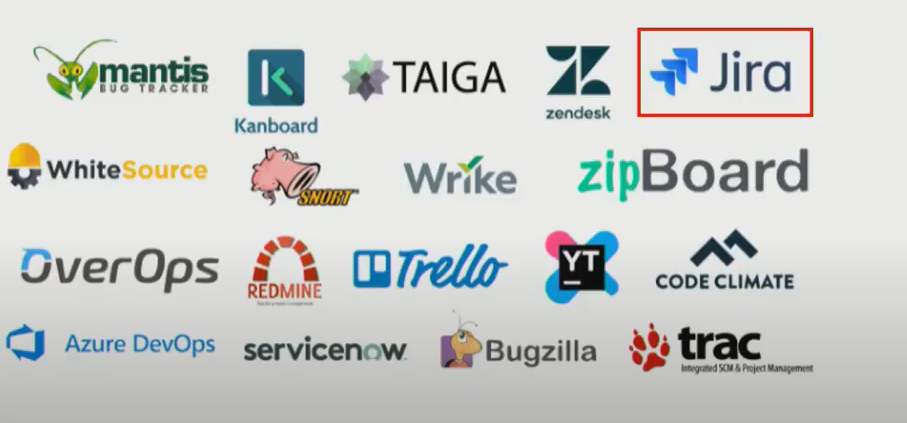 mantis
BUG TRACKER
Kanboard
TAIGA
zendesk
Jira
WhiteSource
SNORT
Wrike
zipBoard
OverOps
REDMINE
Trello
YT
CODE CLIMATE
Azure DevOps
servicenow
Bugzilla
trac
Integrated SCM & Project Management